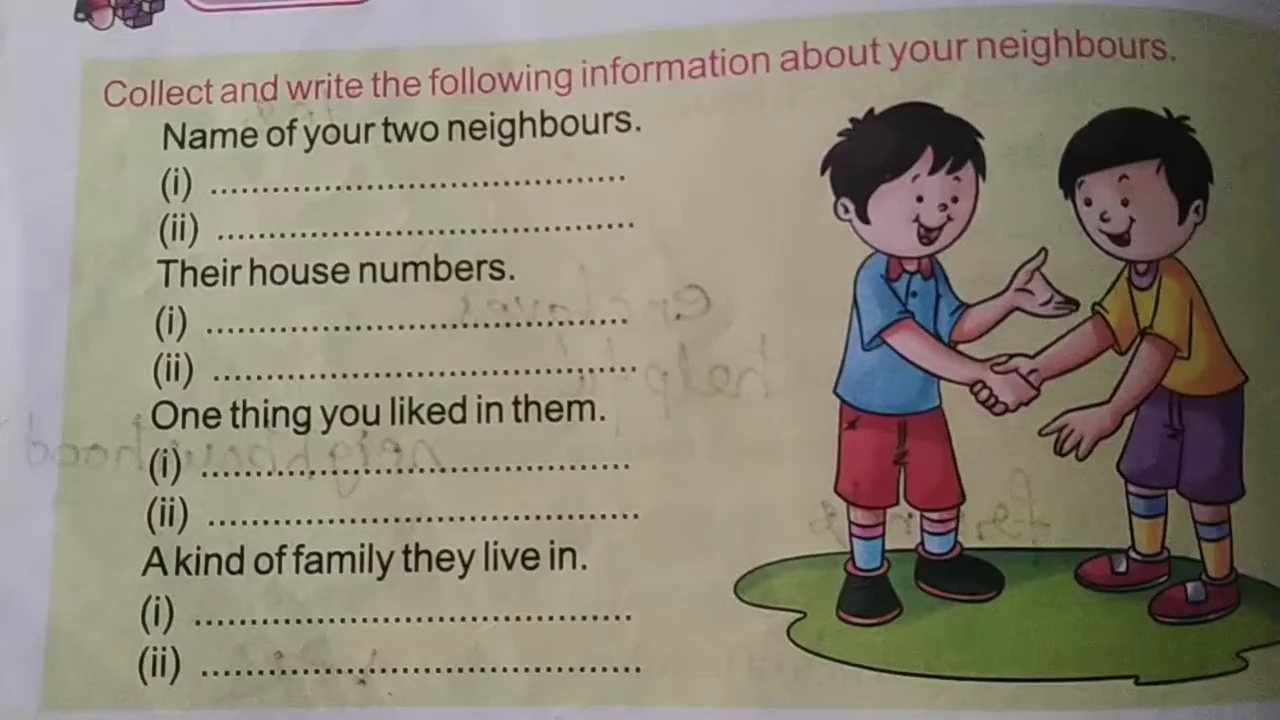 Collect and write the following information about your neighbours.
Name of your two neighbours.
(i) ......................................
(ii) ......................................
Their house numbers.
(i) ......................................
(ii) ......................................
One thing you liked in them.
(i) ......................................
(ii) ......................................
A kind of family they live in.
(i) ......................................
(ii) ......................................